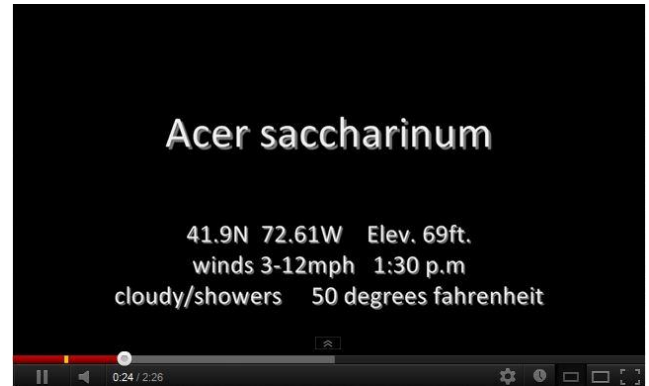 Acer saccharinum
41.9N 72.61W Elev. 69ft.
winds 3-12mph 1:30 p.m
cloudy/showers 50 degrees fahrenheit
0:24 / 2:26